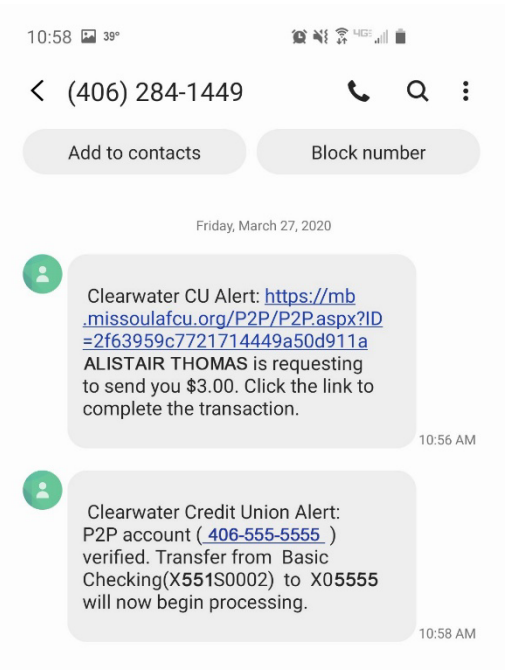 10:58 39°
(406) 284-1449
Add to contacts Block number
Friday, March 27, 2020
Clearwater CU Alert: https://mb
.missoulafcu.org/P2P/P2P.aspx?ID
=2f63959c7721714449a50d911a
ALISTAIR THOMAS is requesting
to send you $3.00. Click the link to
complete the transaction.
10:56 AM
Clearwater Credit Union Alert:
P2P account ( 406-555-5555 )
verified. Transfer from Basic
Checking(X551S0002) to X05555
will now begin processing.
10:58 AM